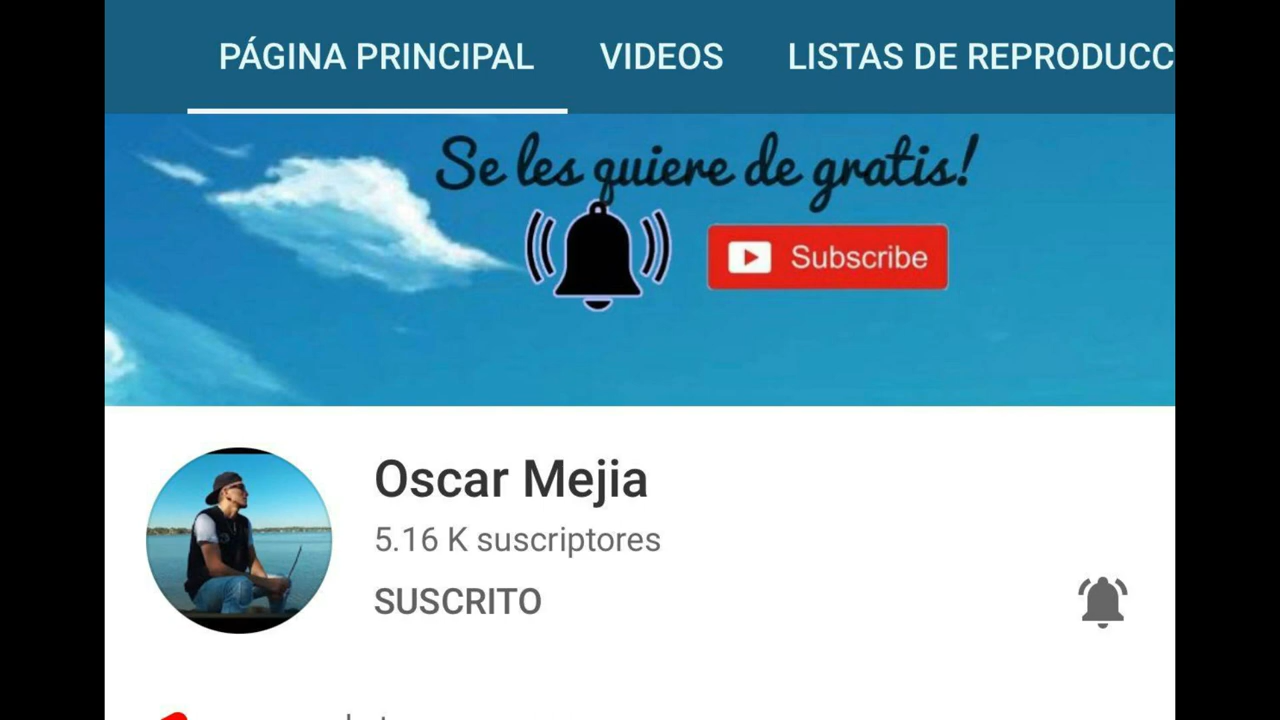 PÁGINA PRINCIPAL VIDEOS LISTAS DE REPRODUCC
Se les quiere de gratis!
Subscribe
Oscar Mejia
5.16 K suscriptores
SUSCRITO